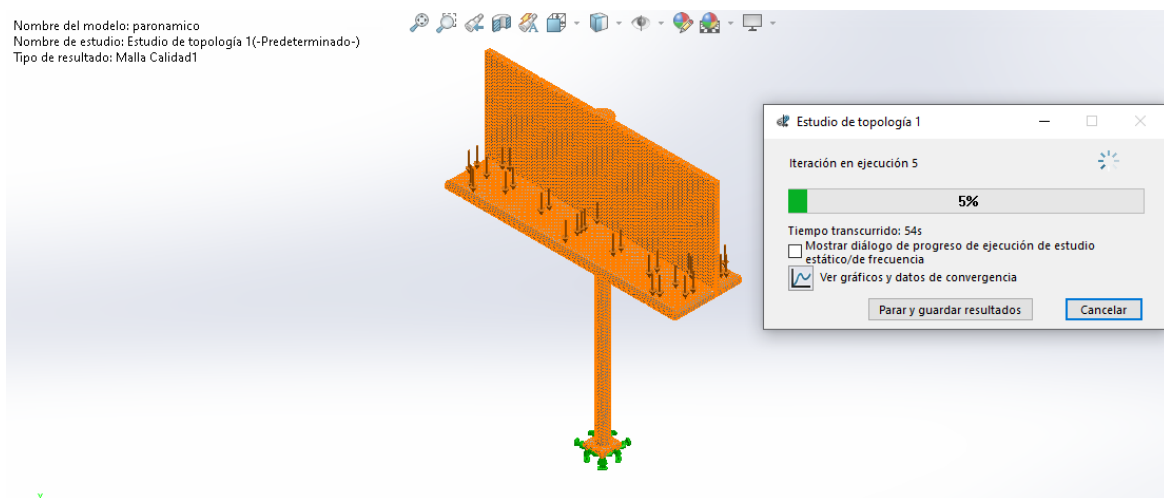 Nombre del modelo: paronamico
Nombre de estudio: Estudio de topología 1(-Predeterminado-)
Tipo de resultado: Malla Calidad1
Estudio de topología 1
Iteración en ejecución 5
5%
Tiempo transcurrido: 54s
Mostrar diálogo de progreso de ejecución de estudio
estático/de frecuencia
Ver gráficos y datos de convergencia
Parar y guardar resultados
Cancelar